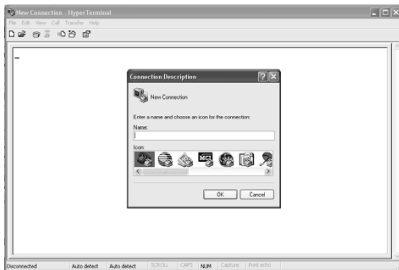 New Connection - HyperTerminal
File Edit View Call Transfer Help
Connection Description
New Connection
Enter a name and choose an icon for the connection:
Name:
Icon:
MCI
OK Cancel
Disconnected Auto detect Auto detect SCROLL CAPS NUM Capture Print echo